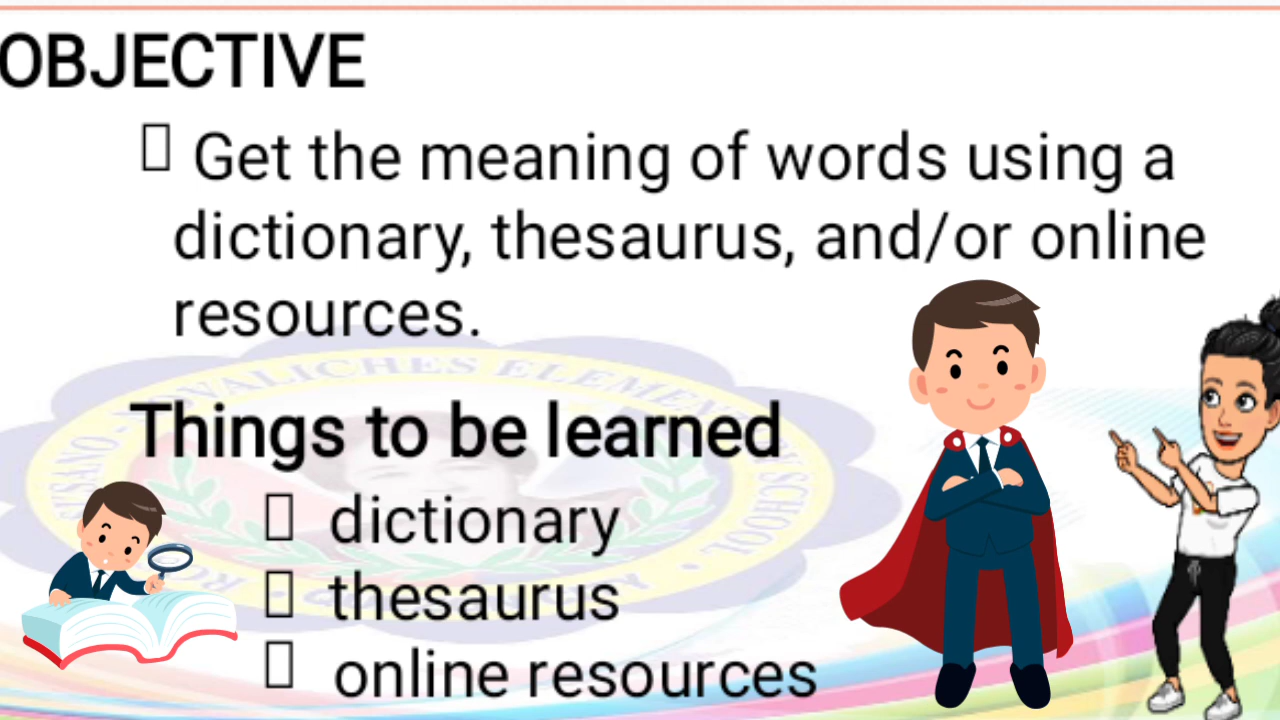 OBJECTIVE
Get the meaning of words using a
dictionary, thesaurus, and/or online
resources.
Things to be learned
dictionary
thesaurus
online resources